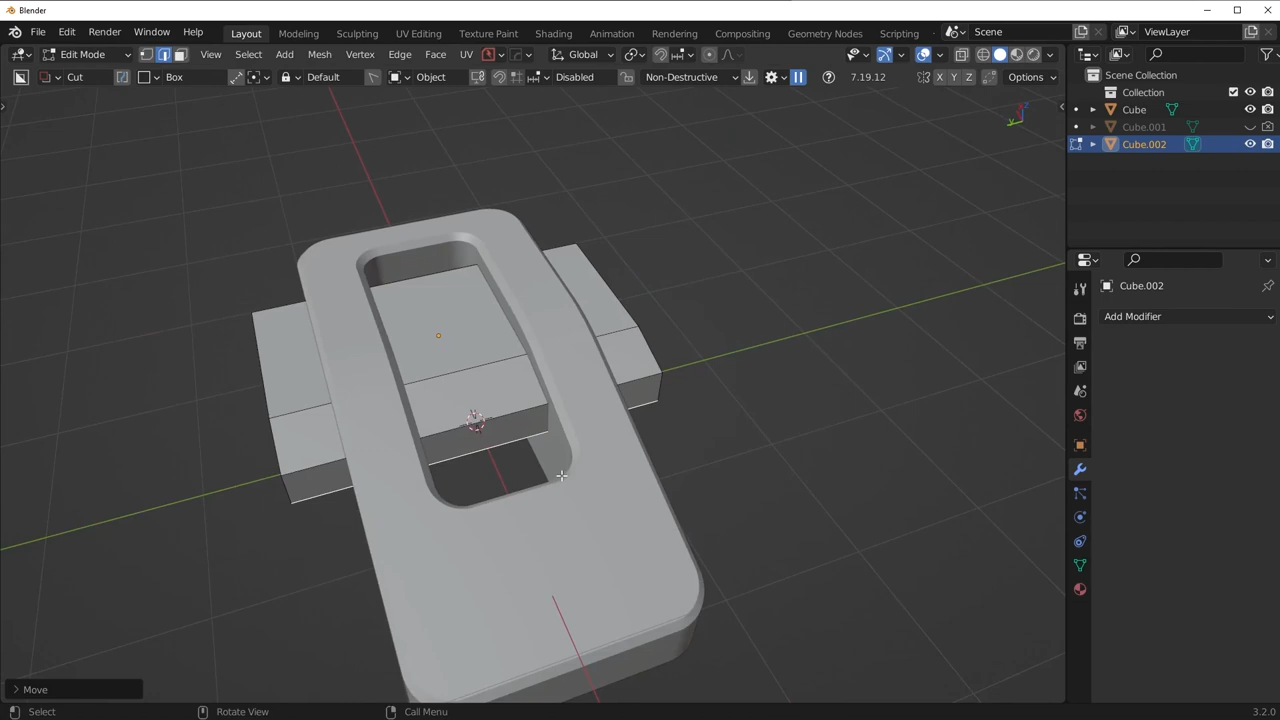 Blender
File Edit Render Window Help Layout Modeling Sculpting UV Editing Texture Paint Shading Animation Rendering Compositing Geometry Nodes Scripting Scene ViewLayer
Edit Mode View Select Add Mesh Vertex Edge Face UV Global
Cut Box Default Object Disabled Non-Destructive 7.19.12 X Y Z Options
Scene Collection
Collection
Cube
Cube.001
Cube.002
Cube.002
Add Modifier
Move
Select Rotate View Call Menu 3.2.0